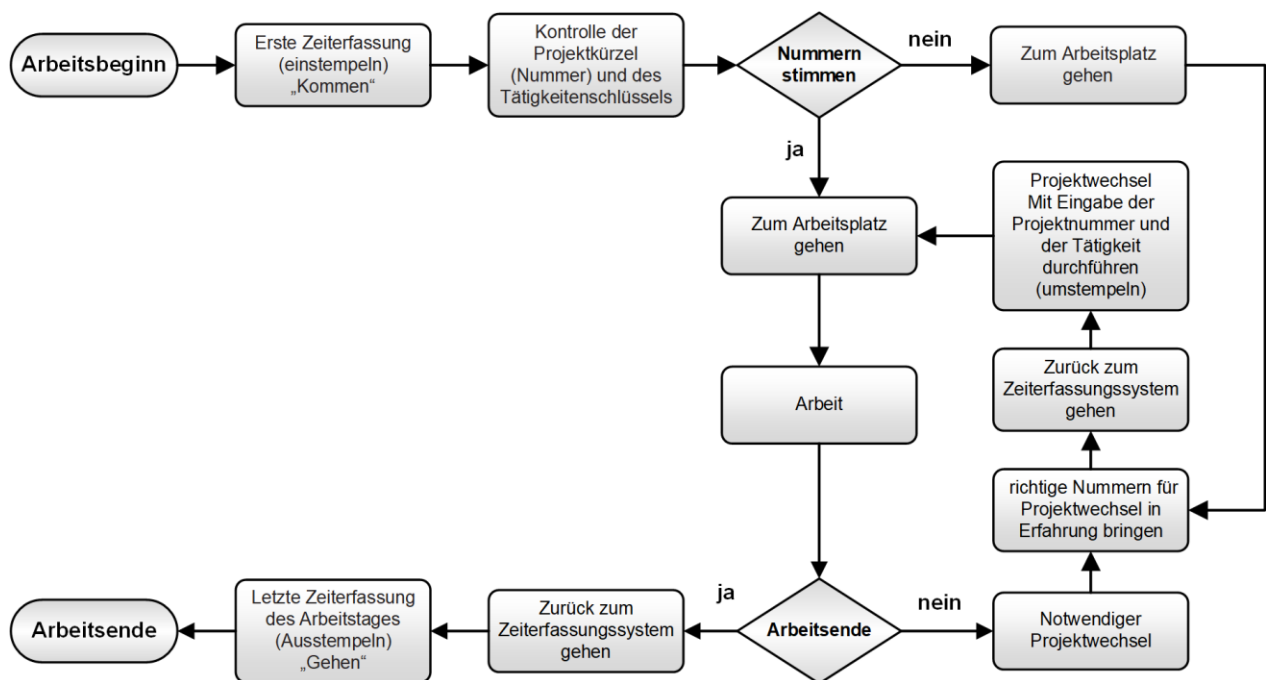 Arbeitsbeginn
Erste Zeiterfassung
(einstempeln)
„Kommen“
Kontrolle der
Projektkürzel
(Nummer) und des
Tätigkeitenschlüssels
Nummern
stimmen
nein
Zum Arbeitsplatz
gehen
ja
Zum Arbeitsplatz
gehen
Projektwechsel
Mit Eingabe der
Projektnummer und
der Tätigkeit
durchführen
(umstempeln)
Arbeit
Zurück zum
Zeiterfassungssystem
gehen
richtige Nummern für
Projektwechsel in
Erfahrung bringen
Arbeitsende
Letzte Zeiterfassung
des Arbeitstages
(Ausstempeln)
„Gehen“
Zurück zum
Zeiterfassungssystem
gehen
ja
Arbeitsende
nein
Notwendiger
Projektwechsel